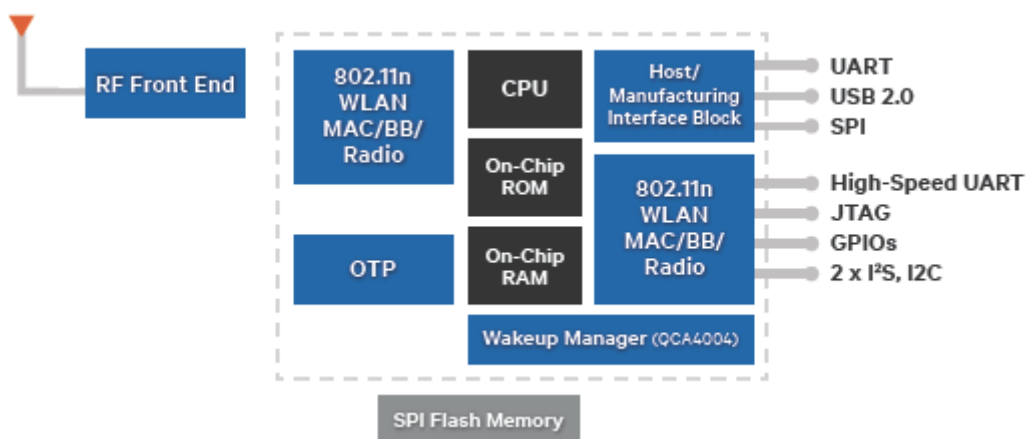 RF Front End
802.11n
WLAN
MAC/BB/
Radio
CPU
Host/
Manufacturing
Interface Block
UART
USB 2.0
SPI
On-Chip
ROM
802.11n
WLAN
MAC/BB/
Radio
High-Speed UART
JTAG
GPIOs
2 x I²S, I2C
OTP
On-Chip
RAM
Wakeup Manager (QCA4004)
SPI Flash Memory